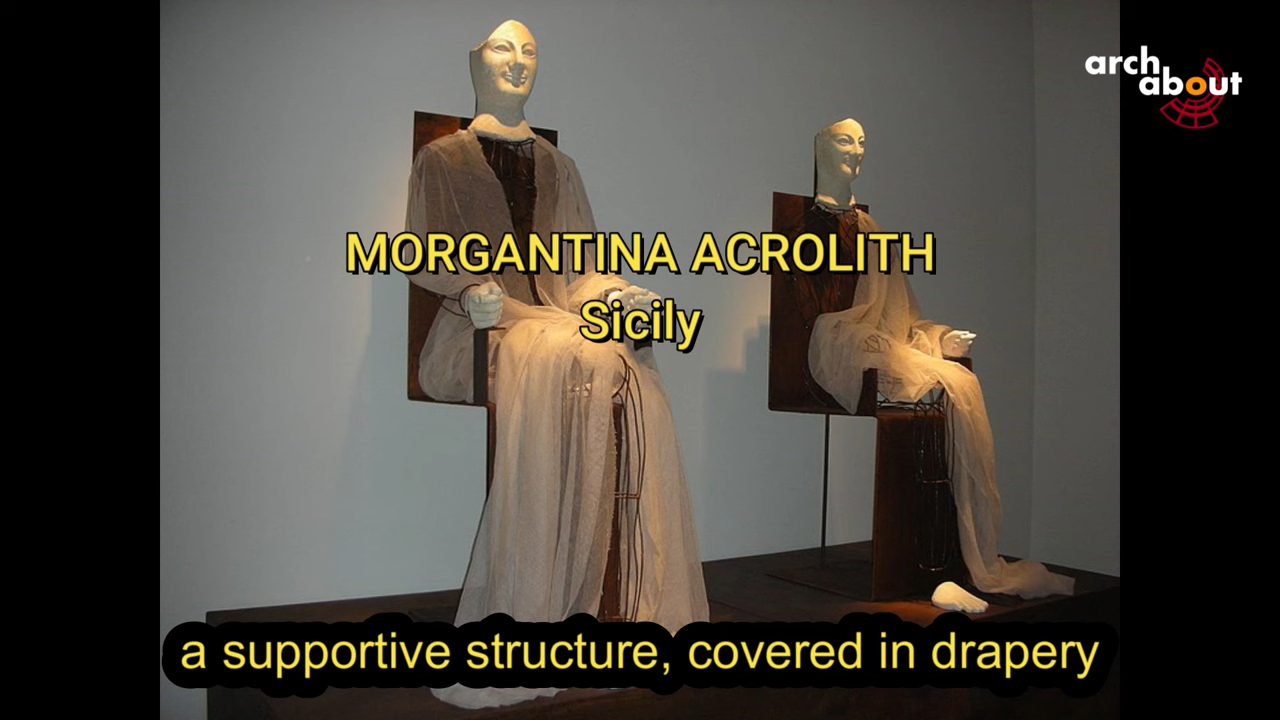 arch
about
MORGANTINA ACROLITH
Sicily
a supportive structure, covered in drapery